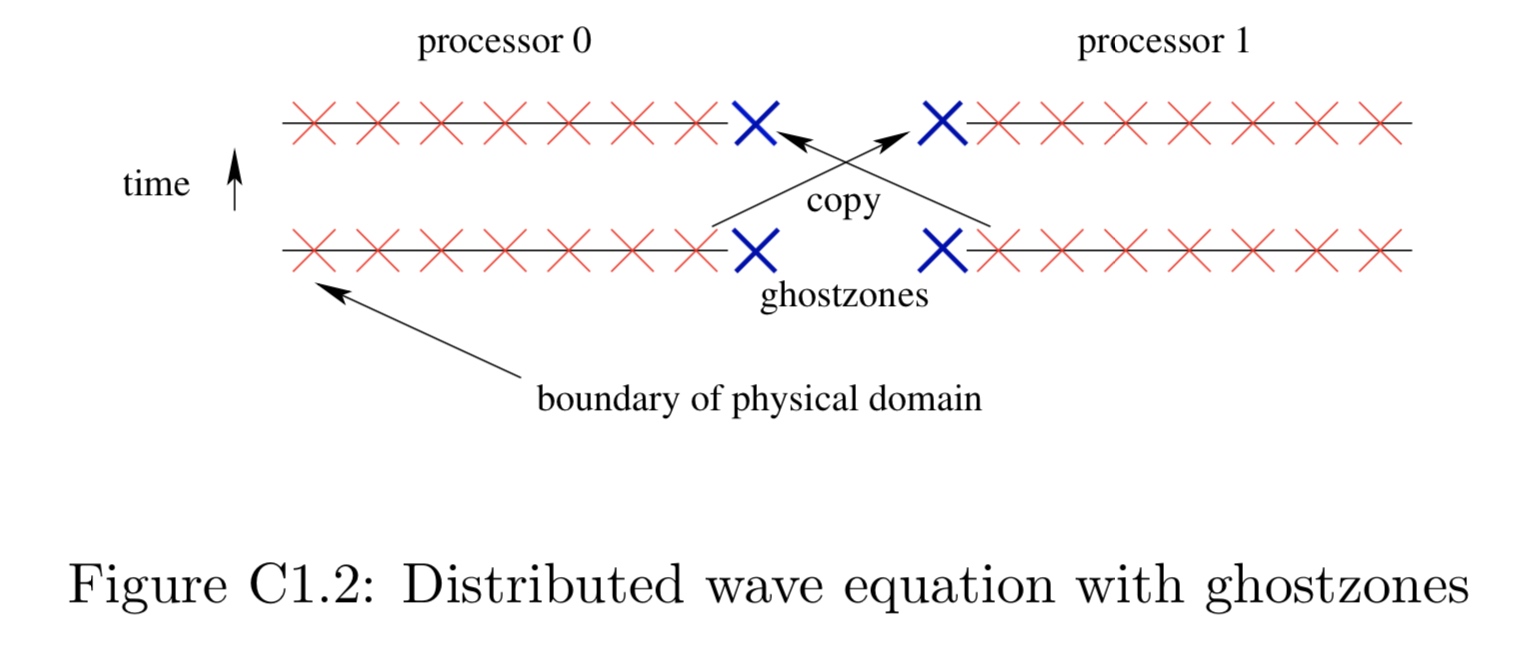 processor 0
processor 1
time
copy
ghostzones
boundary of physical domain
Figure C1.2: Distributed wave equation with ghostzones